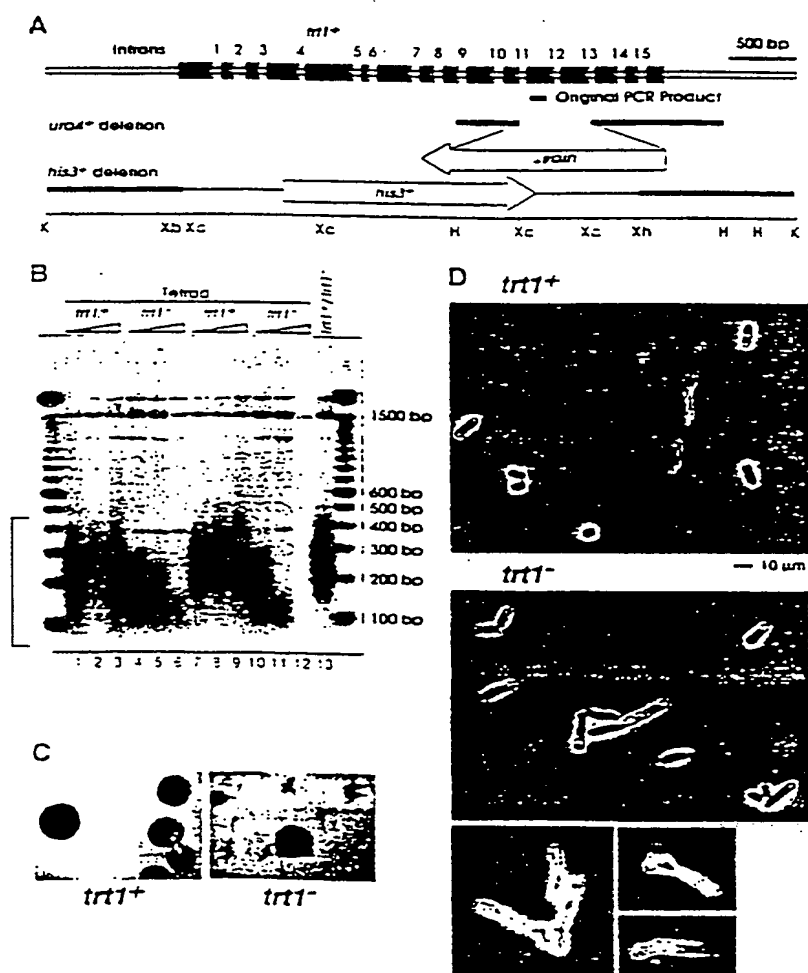 A
trt1+
Introns 1 2 3 4 5 6 7 8 9 10 11 12 13 14 15 500 bp
Original PCR Product
ura4+ deletion
ura4+
his3+ deletion
his3+
K Xb Xc Xc H Xc Xc Xh H H K
B
Tetrad
trt1+ trt1- trt1+ trt1-
1500 bp
600 bp
500 bp
400 bp
300 bp
200 bp
100 bp
1 2 3 4 5 6 7 8 9 10 11 12 13
C
trt1+ trt1-
D
trt1+
10 µm
trt1-